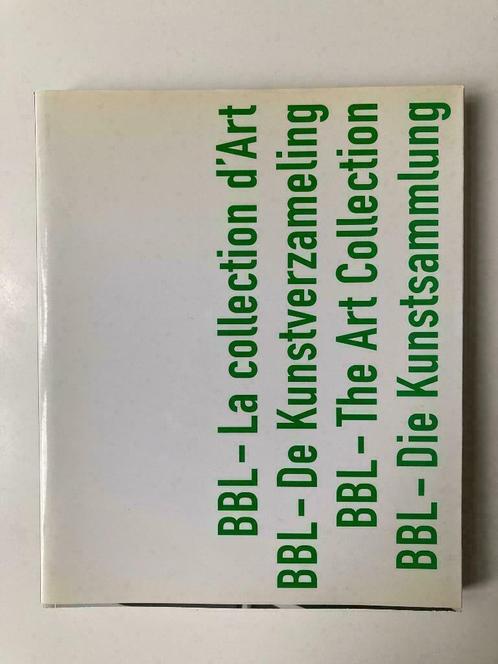 BBL – La collection d'Art
BBL – De Kunstverzameling
BBL – The Art Collection
BBL – Die Kunstsammlung